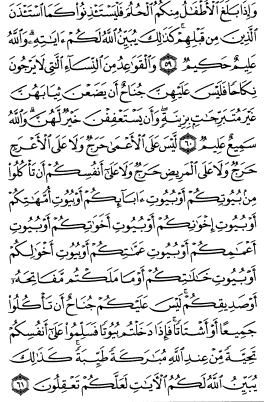 وَإِذَا بَلَغَ ٱلْأَطْفَٰلُ مِنكُمُ ٱلْحُلُمَ فَلْيَسْتَـْٔذِنُوا۟ كَمَا ٱسْتَـْٔذَنَ
ٱلَّذِينَ مِن قَبْلِهِمْ ۚ كَذَٰلِكَ يُبَيِّنُ ٱللَّهُ لَكُمْ ءَايَٰتِهِۦ ۗ وَٱللَّهُ
عَلِيمٌ حَكِيمٌ ٥٩ وَٱلْقَوَٰعِدُ مِنَ ٱلنِّسَآءِ ٱلَّٰتِى لَا يَرْجُونَ
نِكَاحًا فَلَيْسَ عَلَيْهِنَّ جُنَاحٌ أَن يَضَعْنَ ثِيَابَهُنَّ
غَيْرَ مُتَبَرِّجَٰتٍۭ بِزِينَةٍ ۖ وَأَن يَسْتَعْفِفْنَ خَيْرٌ لَّهُنَّ ۗ وَٱللَّهُ
سَمِيعٌ عَلِيمٌ ٦٠ لَّيْسَ عَلَى ٱلْأَعْمَىٰ حَرَجٌ وَلَا عَلَى ٱلْأَعْرَجِ
حَرَجٌ وَلَا عَلَى ٱلْمَرِيضِ حَرَجٌ وَلَا عَلَىٰٓ أَنفُسِكُمْ أَن تَأْكُلُوا۟
مِنۢ بُيُوتِكُمْ أَوْ بُيُوتِ ءَابَآئِكُمْ أَوْ بُيُوتِ أُمَّهَٰتِكُمْ
أَوْ بُيُوتِ إِخْوَٰنِكُمْ أَوْ بُيُوتِ أَخَوَٰتِكُمْ أَوْ بُيُوتِ
أَعْمَٰمِكُمْ أَوْ بُيُوتِ عَمَّٰتِكُمْ أَوْ بُيُوتِ أَخْوَٰلِكُمْ
أَوْ بُيُوتِ خَٰلَٰتِكُمْ أَوْ مَا مَلَكْتُم مَّفَاتِحَهُۥٓ
أَوْ صَدِيقِكُمْ ۚ لَيْسَ عَلَيْكُمْ جُنَاحٌ أَن تَأْكُلُوا۟
جَمِيعًا أَوْ أَشْتَاتًا ۚ فَإِذَا دَخَلْتُم بُيُوتًا فَسَلِّمُوا۟ عَلَىٰٓ أَنفُسِكُمْ
تَحِيَّةً مِّنْ عِندِ ٱللَّهِ مُبَٰرَكَةً طَيِّبَةً ۚ كَذَٰلِكَ
يُبَيِّنُ ٱللَّهُ لَكُمُ ٱلْءَايَٰتِ لَعَلَّكُمْ تَعْقِلُونَ ٦١